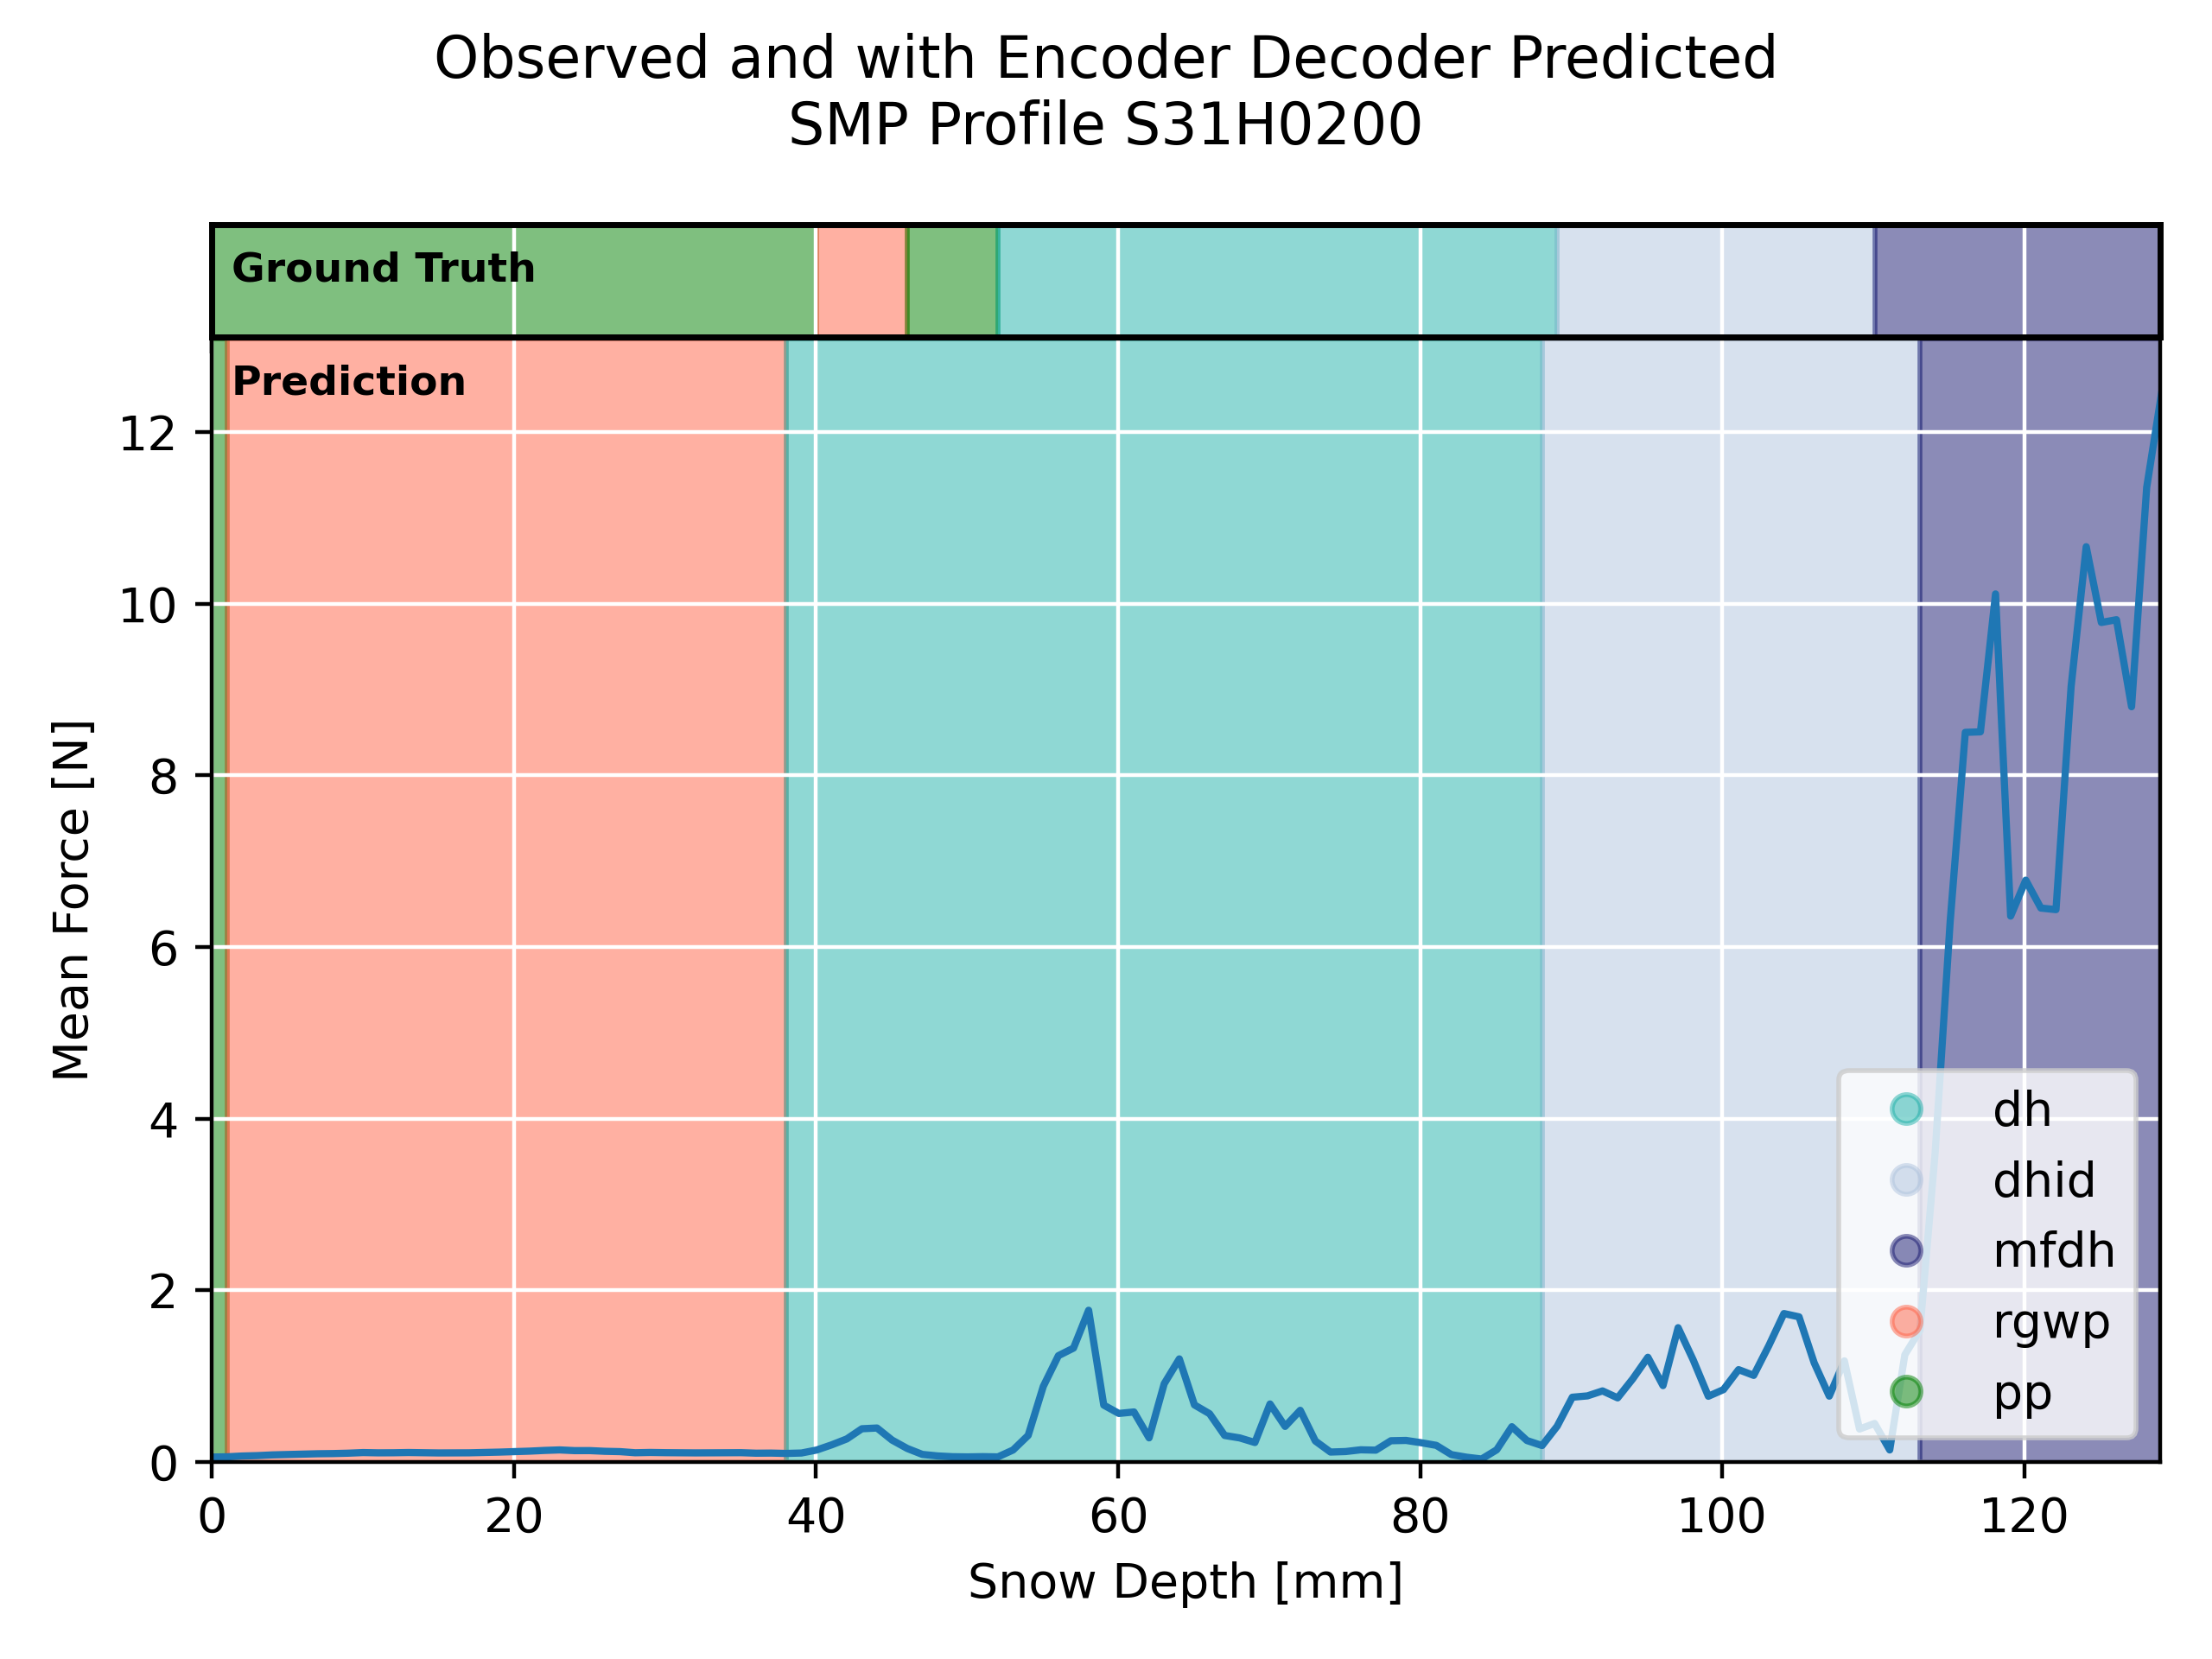 Observed and with Encoder Decoder Predicted
SMP Profile S31H0200
Ground Truth
Prediction
12
10
8
6
4
2
0
Mean Force [N]
dh
dhid
mfdh
rgwp
pp
0 20 40 60 80 100 120
Snow Depth [mm]